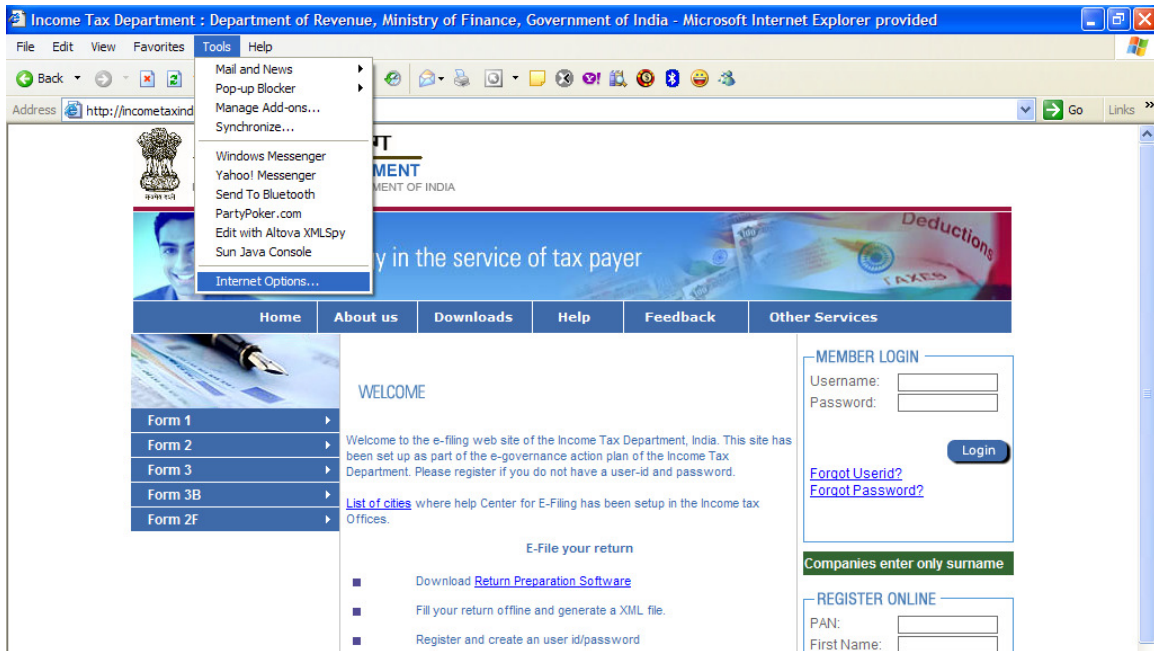 Income Tax Department : Department of Revenue, Ministry of Finance, Government of India - Microsoft Internet Explorer provided
File Edit View Favorites Tools Help
Back
Address http://incometaxind
Go Links »
Mail and News
Pop-up Blocker
Manage Add-ons...
Synchronize...
Windows Messenger
Yahoo! Messenger
Send To Bluetooth
PartyPoker.com
Edit with Altova XMLSpy
Sun Java Console
Internet Options...
NT
MENT
MENT OF INDIA
y in the service of tax payer
Deductions
TAXES
Home About us Downloads Help Feedback Other Services
Form 1
Form 2
Form 3
Form 3B
Form 2F
WELCOME
Welcome to the e-filing web site of the Income Tax Department, India. This site has
been set up as part of the e-governance action plan of the Income Tax
Department. Please register if you do not have a user-id and password.
List of cities where help Center for E-Filing has been setup in the Income tax
Offices.
E-File your return
Download Return Preparation Software
Fill your return offline and generate a XML file.
Register and create an user id/password
MEMBER LOGIN
Username:
Password:
Login
Forgot Userid?
Forgot Password?
Companies enter only surname
REGISTER ONLINE
PAN:
First Name: